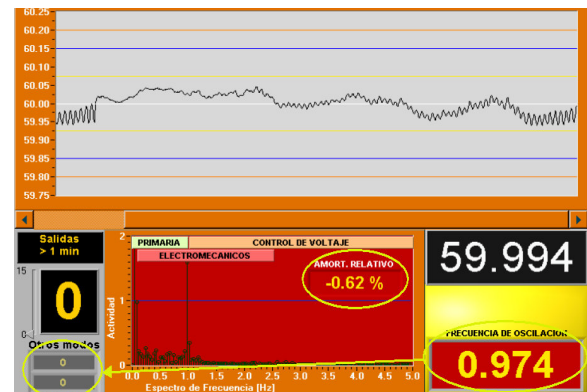 60.25
60.20
60.15
60.10
60.05
60.00
59.95
59.90
59.85
59.80
59.75
Salidas
> 1 min
15
0
0
Otros modos
0
0
2
1
0
Actividad
PRIMARIA
CONTROL DE VOLTAJE
ELECTROMECANICOS
AMORT. RELATIVO
-0.62 %
0.0 0.5 1.0 1.5 2.0 2.5 3.0 3.5 4.0 4.5 5.0
Espectro de Frecuencia [Hz]
59.994
FRECUENCIA DE OSCILACION
0.974